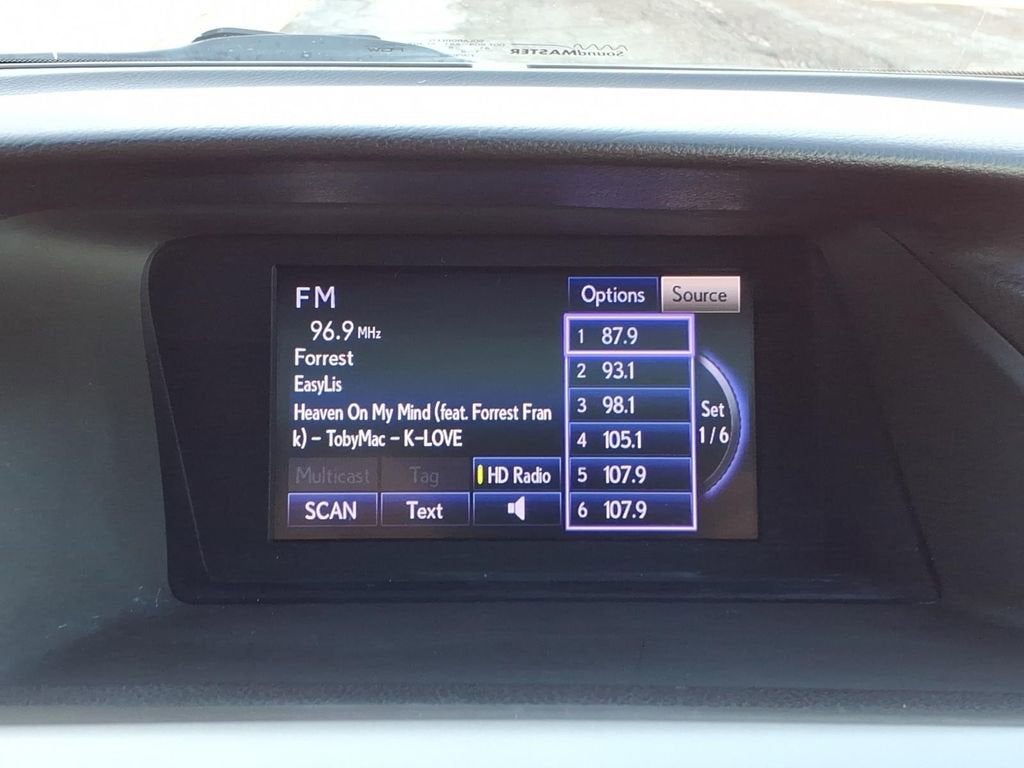 SoundMASTER
FM
96.9 MHz
Forrest
EasyLis
Heaven On My Mind (feat. Forrest Fran
k) – TobyMac – K-LOVE
Multicast Tag HD Radio
SCAN Text
Options Source
1 87.9
2 93.1
3 98.1
4 105.1
5 107.9
6 107.9
Set
1/6